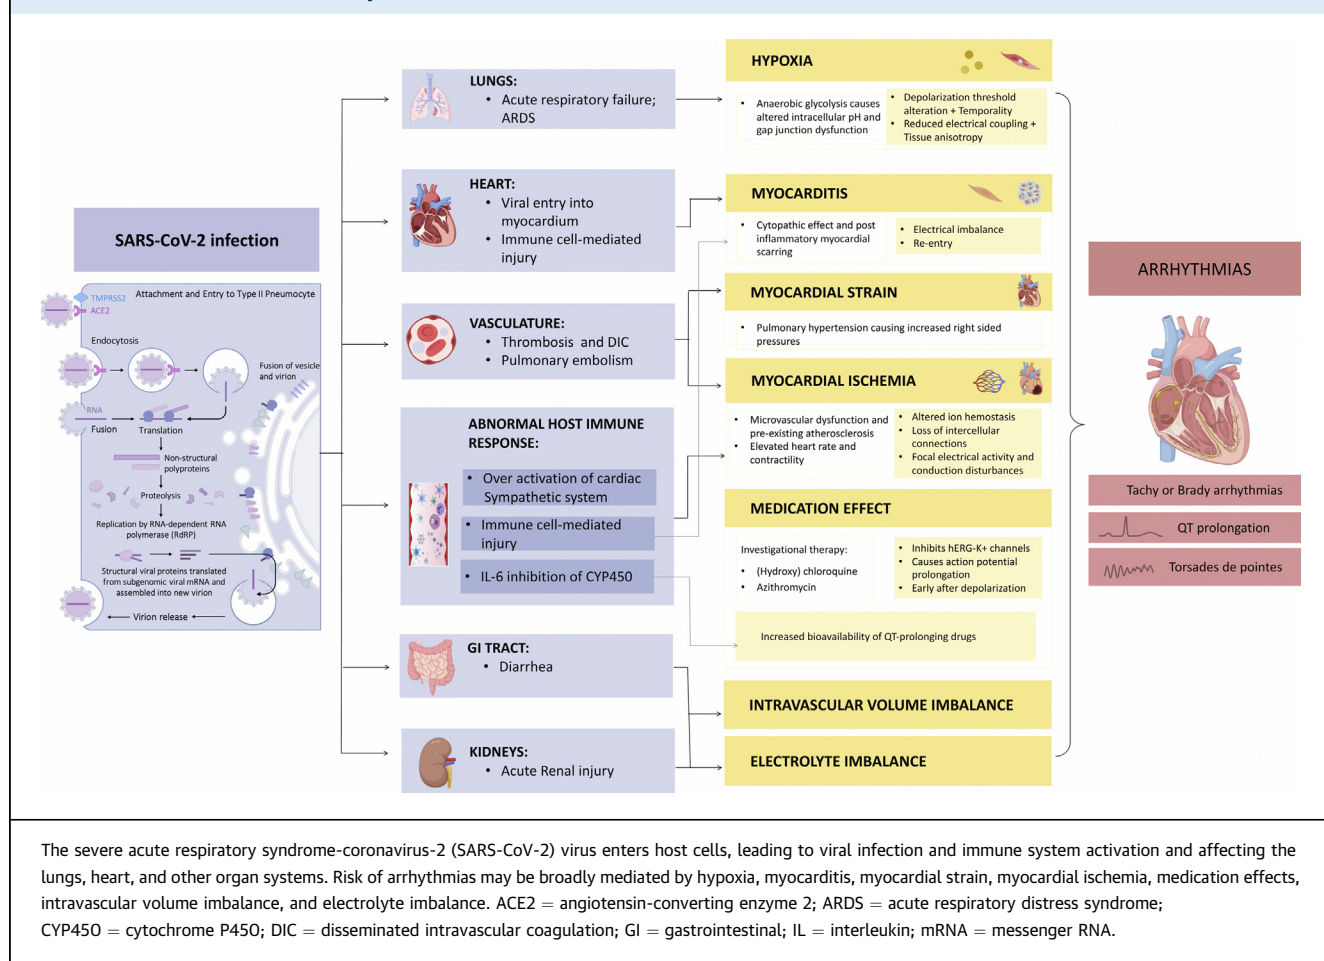 SARS-CoV-2 infection
TMPRSS2
ACE2
Attachment and Entry to Type II Pneumocyte
Endocytosis
Fusion of vesicle
and virion
RNA
Fusion
Translation
Non-structural
polyproteins
Proteolysis
Replication by RNA-dependent RNA
polymerase (RdRP)
Structural viral proteins translated
from subgenomic viral mRNA and
assembled into new virion
Virion release
LUNGS:
• Acute respiratory failure;
ARDS
HEART:
• Viral entry into
myocardium
• Immune cell-mediated
injury
VASCULATURE:
• Thrombosis and DIC
• Pulmonary embolism
ABNORMAL HOST IMMUNE
RESPONSE:
• Over activation of cardiac
Sympathetic system
• Immune cell-mediated
injury
• IL-6 inhibition of CYP450
GI TRACT:
• Diarrhea
KIDNEYS:
• Acute Renal injury
HYPOXIA
• Anaerobic glycolysis causes
altered intracellular pH and
gap junction dysfunction
• Depolarization threshold
alteration + Temporality
• Reduced electrical coupling +
Tissue anisotropy
MYOCARDITIS
• Cytopathic effect and post
inflammatory myocardial
scarring
• Electrical imbalance
• Re-entry
MYOCARDIAL STRAIN
• Pulmonary hypertension causing increased right sided
pressures
MYOCARDIAL ISCHEMIA
• Microvascular dysfunction and
pre-existing atherosclerosis
• Elevated heart rate and
contractility
• Altered ion hemostasis
• Loss of intercellular
connections
• Focal electrical activity and
conduction disturbances
MEDICATION EFFECT
Investigational therapy:
• (Hydroxy) chloroquine
• Azithromycin
• Inhibits hERG-K+ channels
• Causes action potential
prolongation
• Early after depolarization
Increased bioavailability of QT-prolonging drugs
INTRAVASCULAR VOLUME IMBALANCE
ELECTROLYTE IMBALANCE
ARRHYTHMIAS
Tachy or Brady arrhythmias
QT prolongation
Torsades de pointes
The severe acute respiratory syndrome-coronavirus-2 (SARS-CoV-2) virus enters host cells, leading to viral infection and immune system activation and affecting the
lungs, heart, and other organ systems. Risk of arrhythmias may be broadly mediated by hypoxia, myocarditis, myocardial strain, myocardial ischemia, medication effects,
intravascular volume imbalance, and electrolyte imbalance. ACE2 = angiotensin-converting enzyme 2; ARDS = acute respiratory distress syndrome;
CYP450 = cytochrome P450; DIC = disseminated intravascular coagulation; GI = gastrointestinal; IL = interleukin; mRNA = messenger RNA.